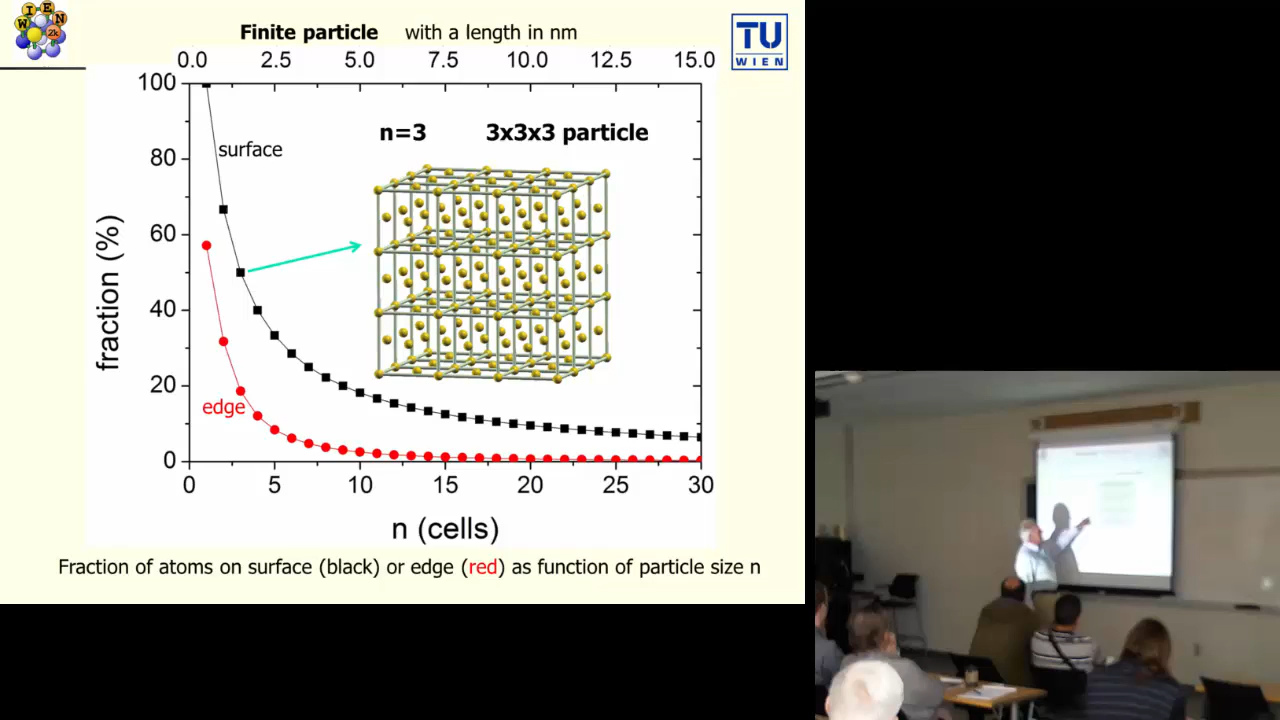 WIEN
2k
Finite particle with a length in nm
TU
WIEN
0.0 2.5 5.0 7.5 10.0 12.5 15.0
100
80
60
40
20
0
fraction (%)
n=3 3x3x3 particle
surface
edge
0 5 10 15 20 25 30
n (cells)
Fraction of atoms on surface (black) or edge (red) as function of particle size n